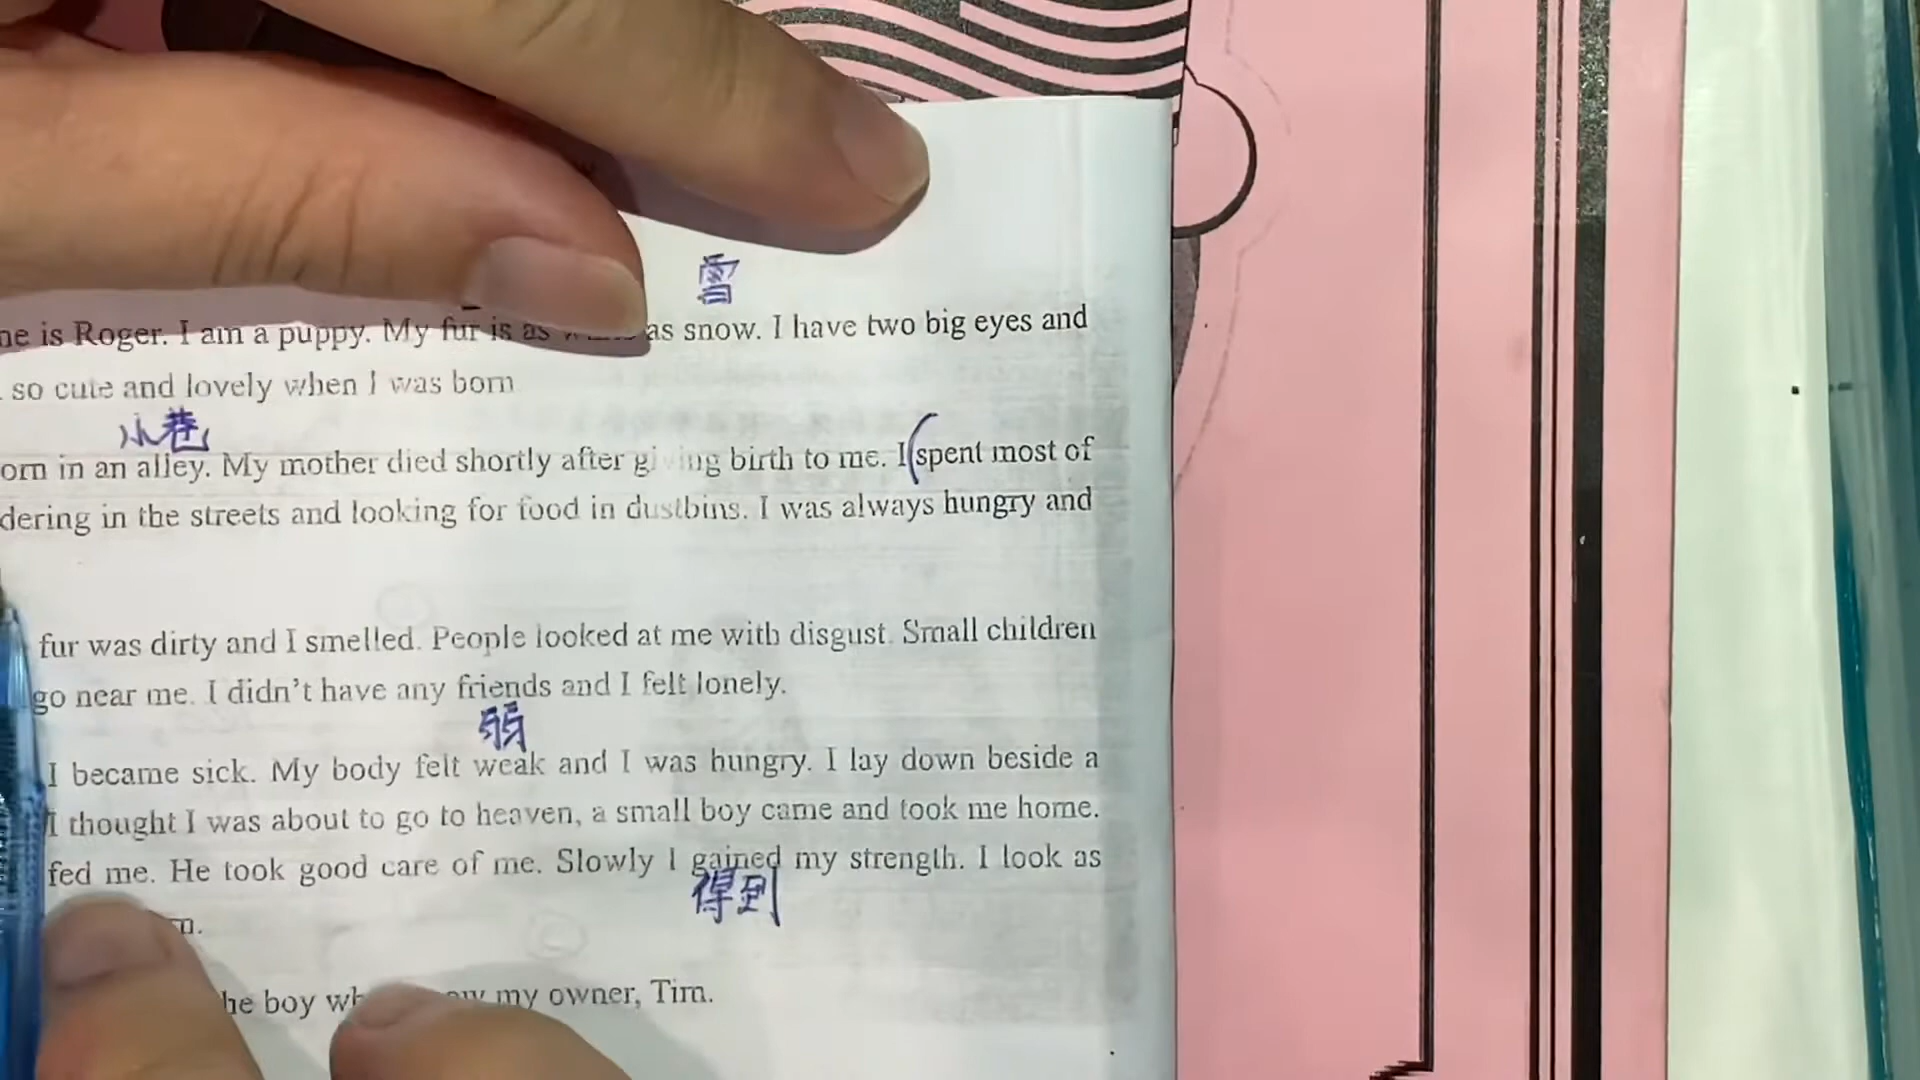 雪
is Roger. I am a puppy. My fur is as as snow. I have two big eyes and
so cute and lovely when I was born
小巷
in an alley. My mother died shortly after giving birth to me. I (spent most of
dering in the streets and looking for food in dustbins. I was always hungry and
fur was dirty and I smelled. People looked at me with disgust. Small children
go near me. I didn't have any friends and I felt lonely.
弱
I became sick. My body felt weak and I was hungry. I lay down beside a
I thought I was about to go to heaven, a small boy came and took me home.
fed me. He took good care of me. Slowly I gained my strength. I look as
得到
he boy my owner, Tim.